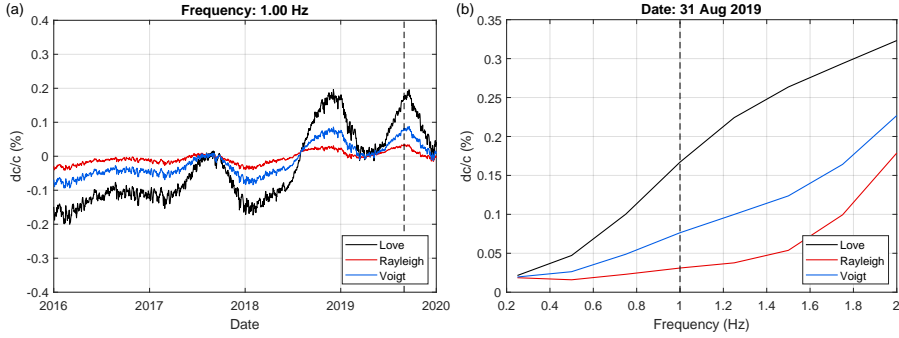 (a)
Frequency: 1.00 Hz
dc/c (%)
0.4
0.3
0.2
0.1
0
-0.1
-0.2
-0.3
-0.4
Love
Rayleigh
Voigt
2016
2017
2018
2019
2020
Date
(b)
Date: 31 Aug 2019
dc/c (%)
0.35
0.3
0.25
0.2
0.15
0.1
0.05
0
Love
Rayleigh
Voigt
0.2
0.4
0.6
0.8
1
1.2
1.4
1.6
1.8
2
Frequency (Hz)